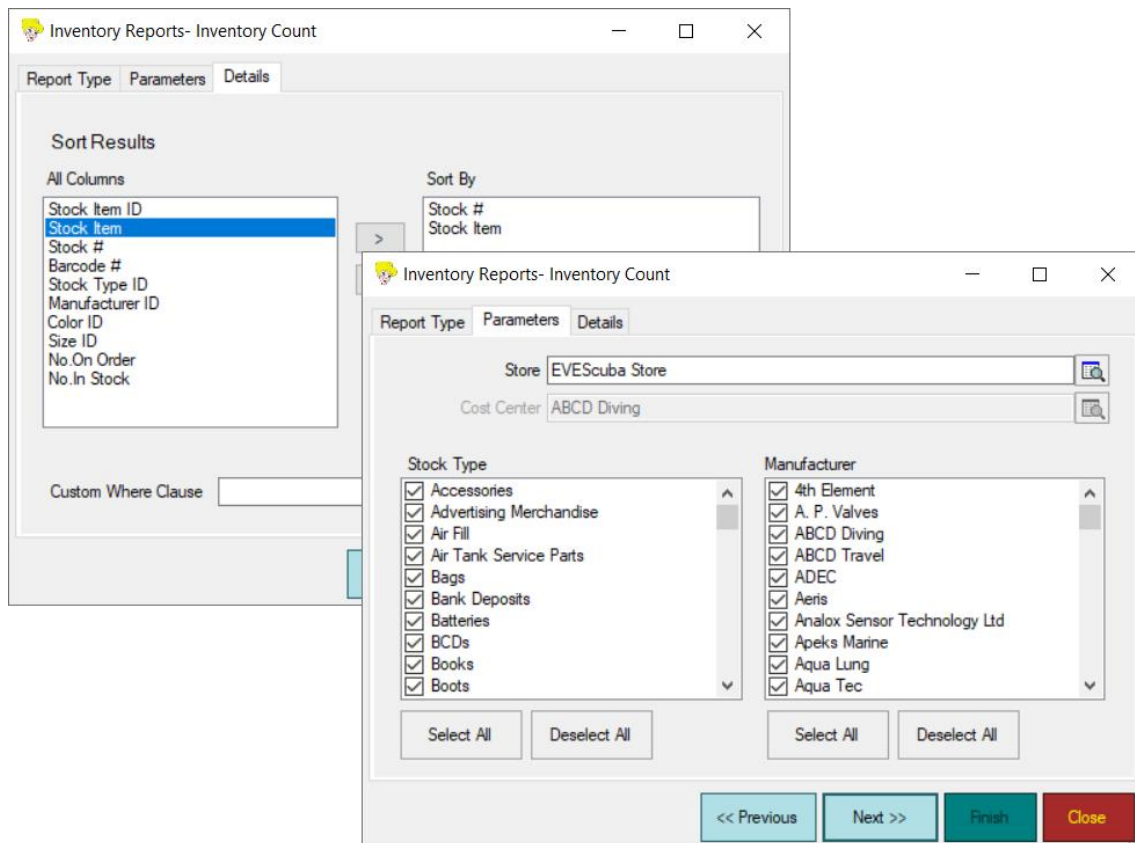 Inventory Reports- Inventory Count
Report Type Parameters Details
Sort Results
All Columns
Stock Item ID
Stock Item
Stock #
Barcode #
Stock Type ID
Manufacturer ID
Color ID
Size ID
No.On Order
No.In Stock
>
Sort By
Stock #
Stock Item
Custom Where Clause
Inventory Reports- Inventory Count
Report Type Parameters Details
Store EVEScuba Store
Cost Center ABCD Diving
Stock Type
Accessories
Advertising Merchandise
Air Fill
Air Tank Service Parts
Bags
Bank Deposits
Batteries
BCDs
Books
Boots
Select All Deselect All
Manufacturer
4th Element
A. P. Valves
ABCD Diving
ABCD Travel
ADEC
Aeris
Analox Sensor Technology Ltd
Apeks Marine
Aqua Lung
Aqua Tec
Select All Deselect All
<< Previous Next >> Finish Close